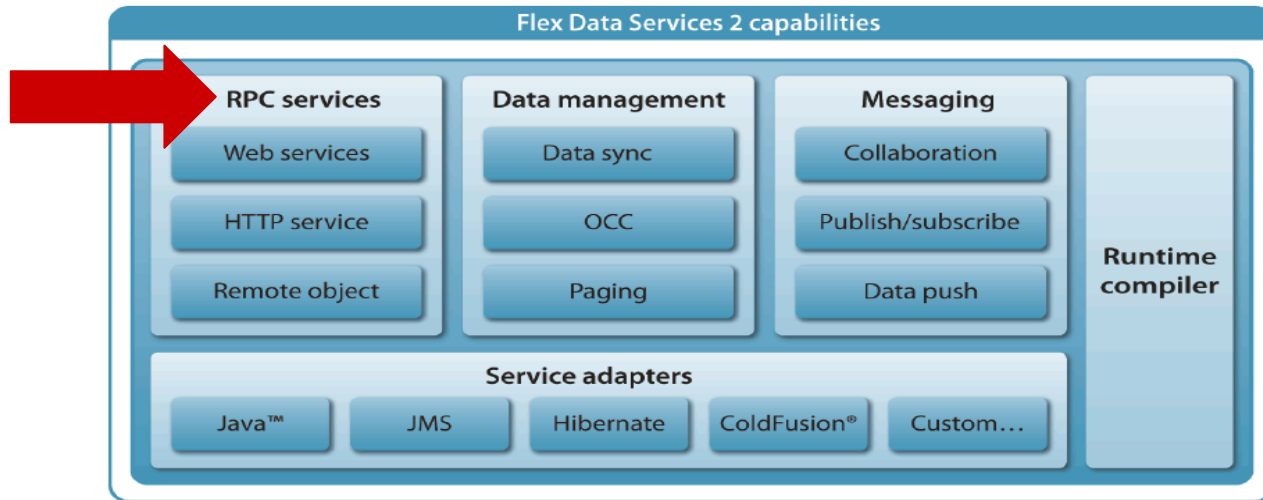 Flex Data Services 2 capabilities
RPC services
Web services
HTTP service
Remote object
Data management
Data sync
OCC
Paging
Messaging
Collaboration
Publish/subscribe
Data push
Runtime
compiler
Service adapters
Java™
JMS
Hibernate
ColdFusion®
Custom…